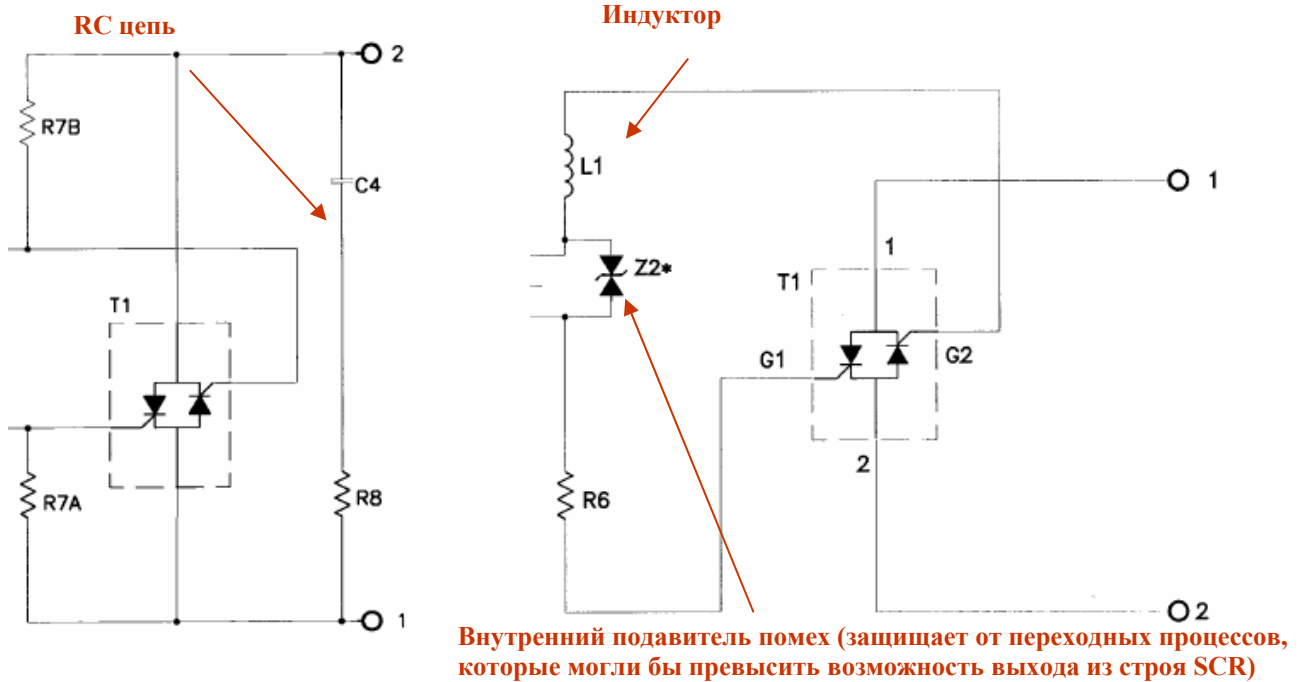 RC цепь
Индуктор
2
R7B
C4
T1
R7A
R8
1
L1
Z2*
1
1
T1
G1
G2
2
R6
2
Внутренний подавитель помех (защищает от переходных процессов,
которые могли бы превысить возможность выхода из строя SCR)